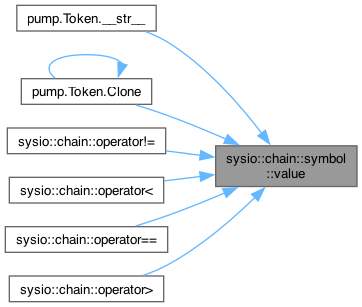 pump.Token.__str__
pump.Token.Clone
sysio::chain::operator!=
sysio::chain::operator<
sysio::chain::operator==
sysio::chain::operator>
sysio::chain::symbol
::value